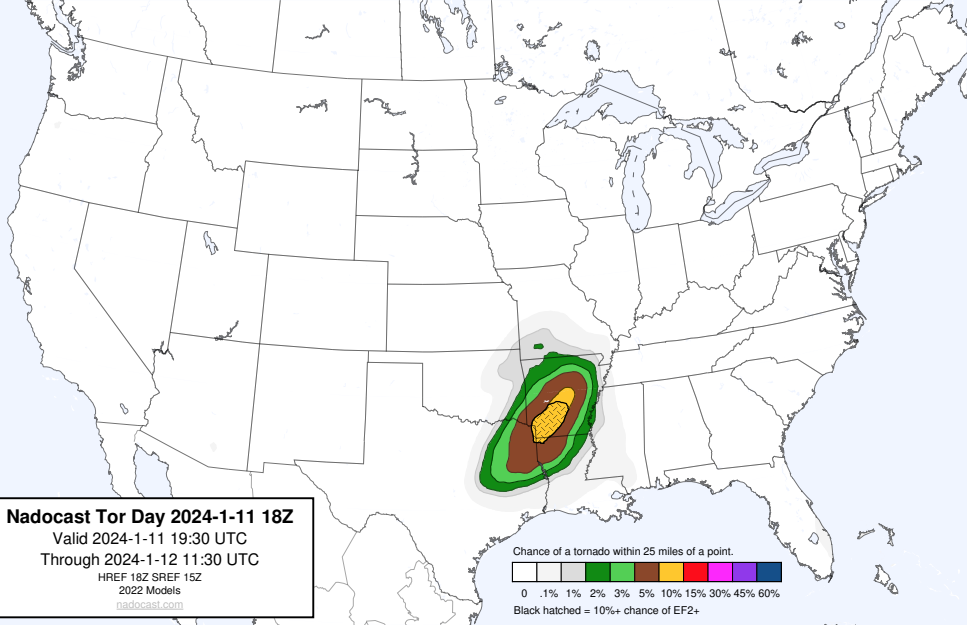 Nadocast Tor Day 2024-1-11 18Z
Valid 2024-1-11 19:30 UTC
Through 2024-1-12 11:30 UTC
HREF 18Z SREF 15Z
2022 Models
nadocast.com
Chance of a tornado within 25 miles of a point.
0 .1% 1% 2% 3% 5% 10% 15% 30% 45% 60%
Black hatched = 10%+ chance of EF2+